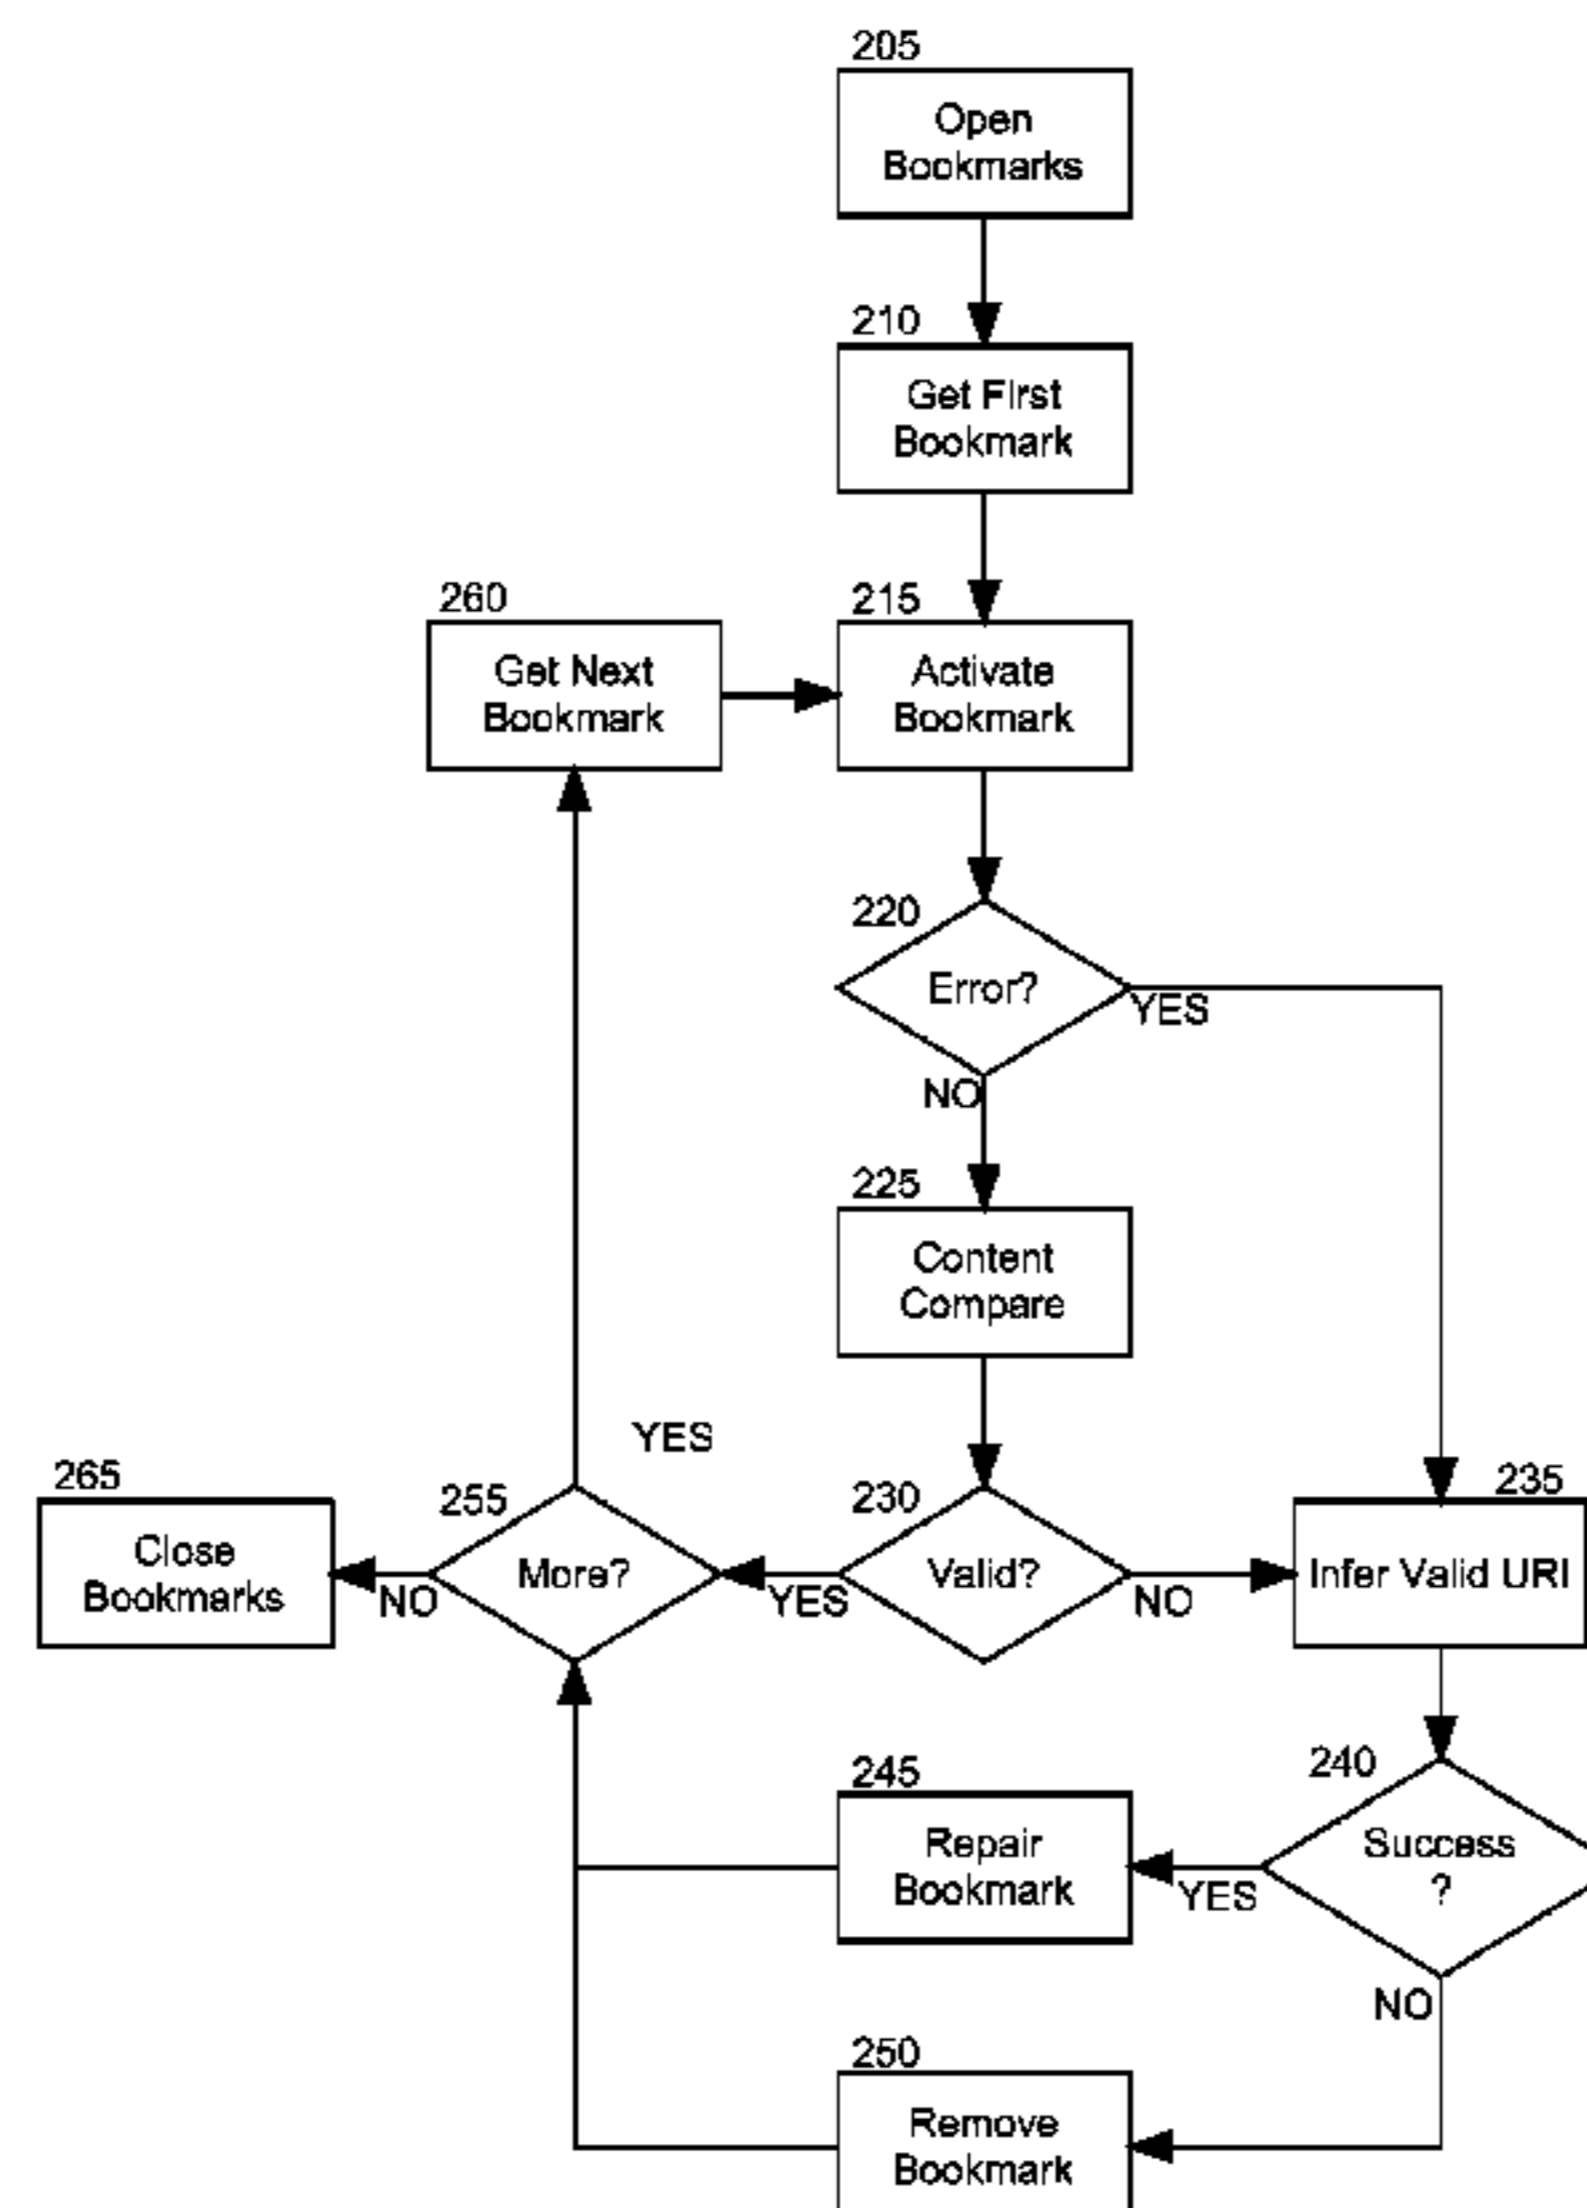 205
Open
Bookmarks
210
Get First
Bookmark
260
Get Next
Bookmark
215
Activate
Bookmark
220
Error?
YES
NO
225
Content
Compare
YES
265
Close
Bookmarks
NO
255
More?
YES
230
Valid?
NO
235
Infer Valid URI
240
Success
?
YES
NO
245
Repair
Bookmark
250
Remove
Bookmark